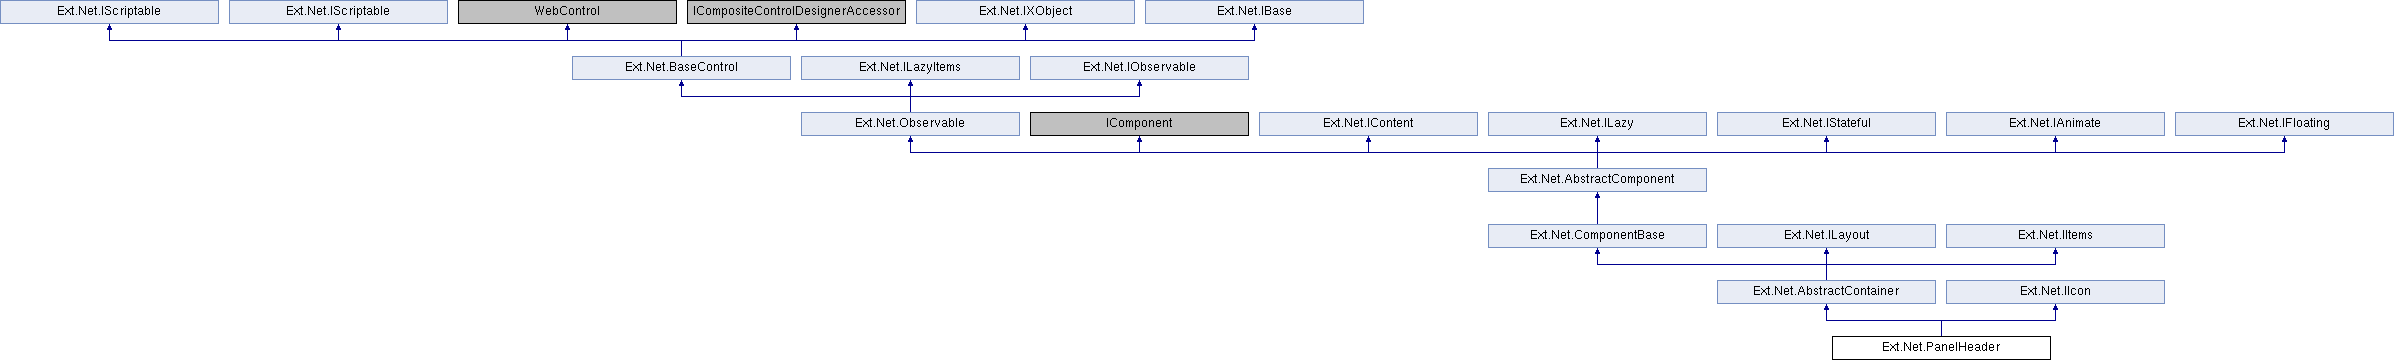 Ext.Net.IScriptable
Ext.Net.IScriptable
WebControl
ICompositeControlDesignerAccessor
Ext.Net.IXObject
Ext.Net.IBase
Ext.Net.BaseControl
Ext.Net.ILazyItems
Ext.Net.IObservable
Ext.Net.Observable
IComponent
Ext.Net.IContent
Ext.Net.ILazy
Ext.Net.IStateful
Ext.Net.IAnimate
Ext.Net.IFloating
Ext.Net.AbstractComponent
Ext.Net.ComponentBase
Ext.Net.ILayout
Ext.Net.IItems
Ext.Net.AbstractContainer
Ext.Net.IIcon
Ext.Net.PanelHeader